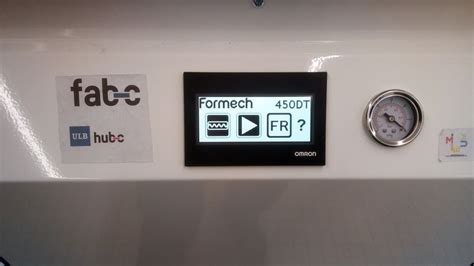 fab-c
ULB hub-c
Formech 450DT
FR ?
OMRON